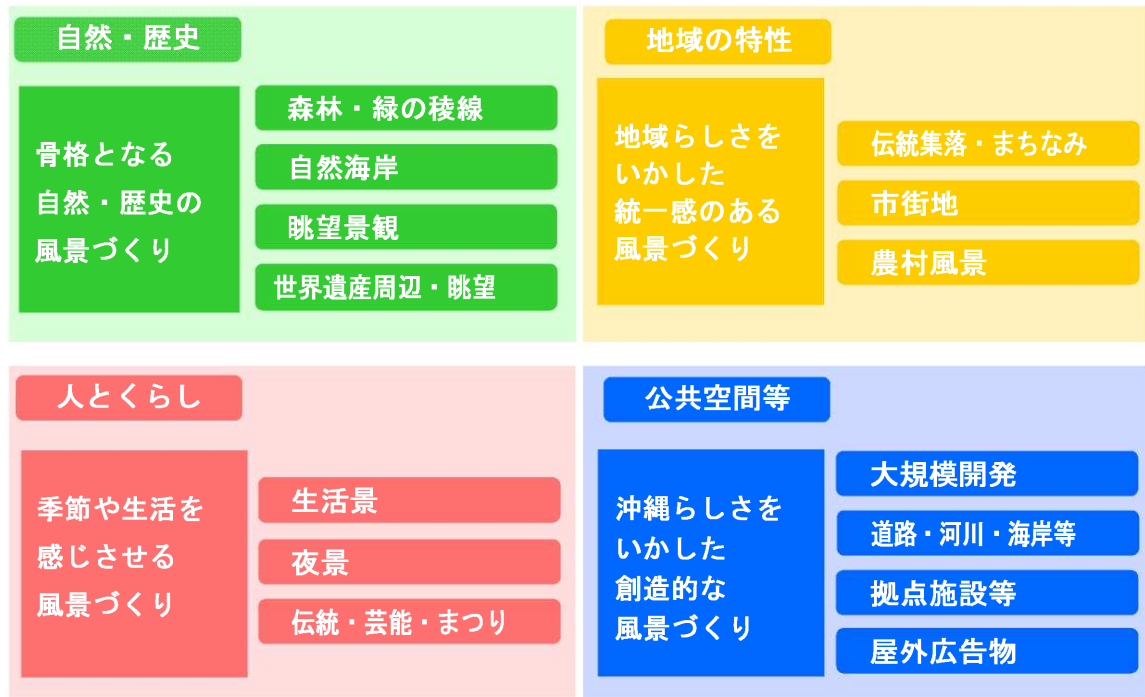 自然・歴史
骨格となる
自然・歴史の
風景づくり
森林・緑の稜線
自然海岸
眺望景観
世界遺産周辺・眺望
地域の特性
地域らしさを
いかした
統一感のある
風景づくり
伝統集落・まちなみ
市街地
農村風景
人とくらし
季節や生活を
感じさせる
風景づくり
生活景
夜景
伝統・芸能・まつり
公共空間等
沖縄らしさを
いかした
創造的な
風景づくり
大規模開発
道路・河川・海岸等
拠点施設等
屋外広告物